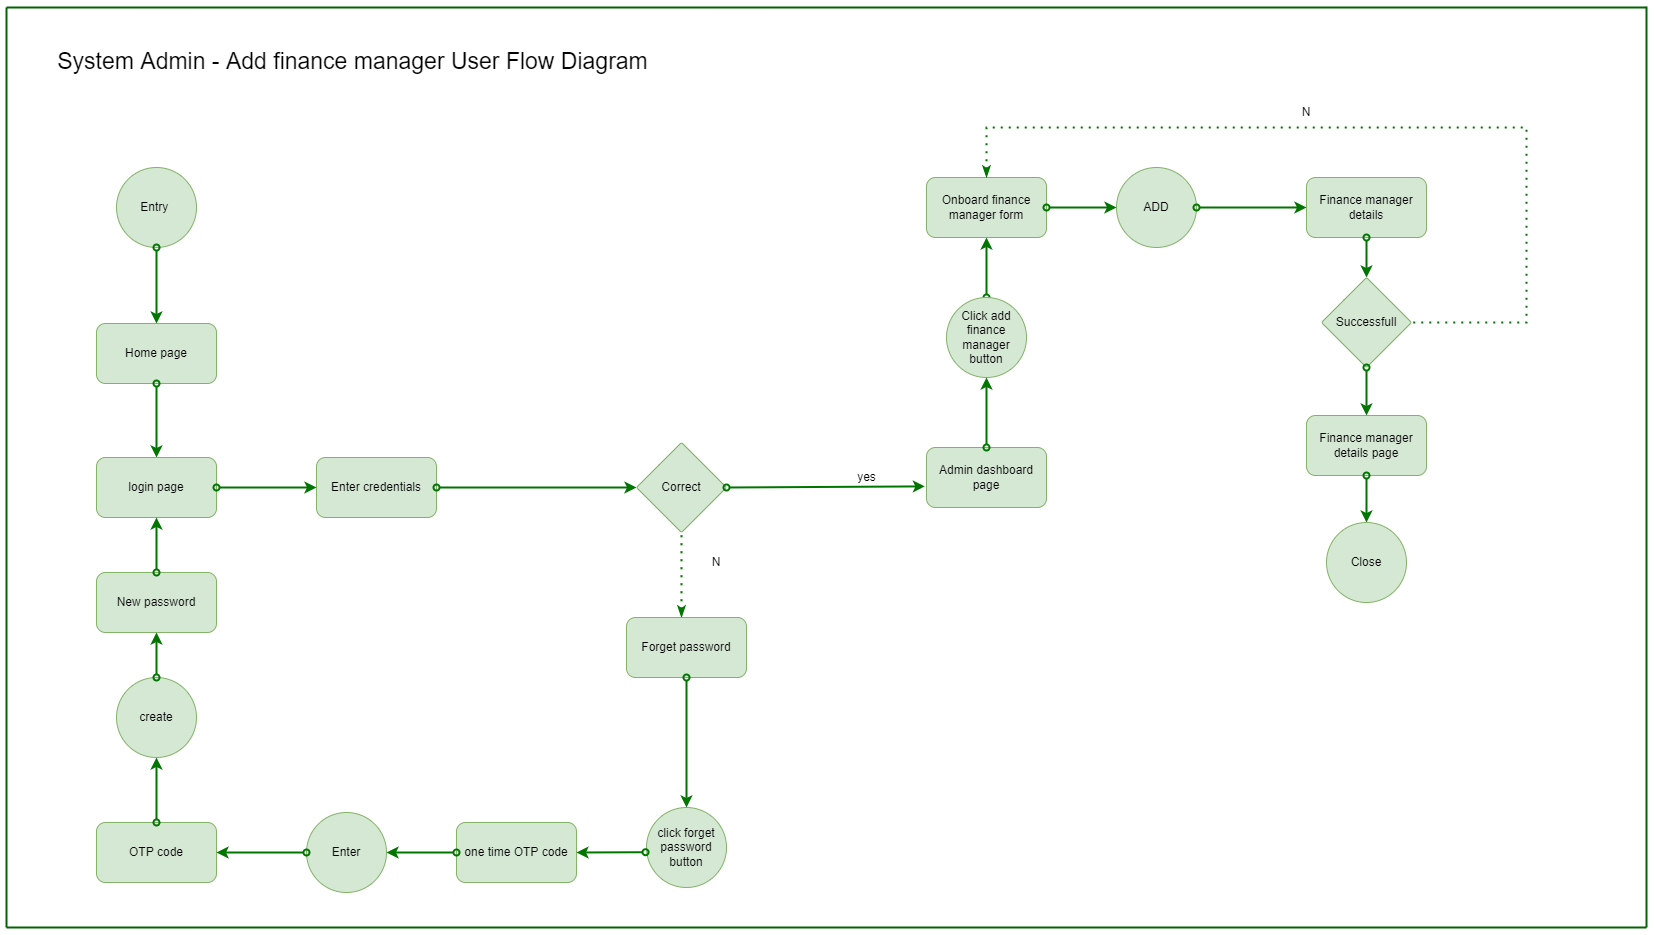 System Admin - Add finance manager User Flow Diagram
N
Entry
Onboard finance
manager form
ADD
Finance manager
details
Click add
finance
manager
button
Successfull
Home page
Finance manager
details page
login page
Enter credentials
Correct
yes
Admin dashboard
page
N
Close
New password
Forget password
create
OTP code
Enter
one time OTP code
click forget
password
button